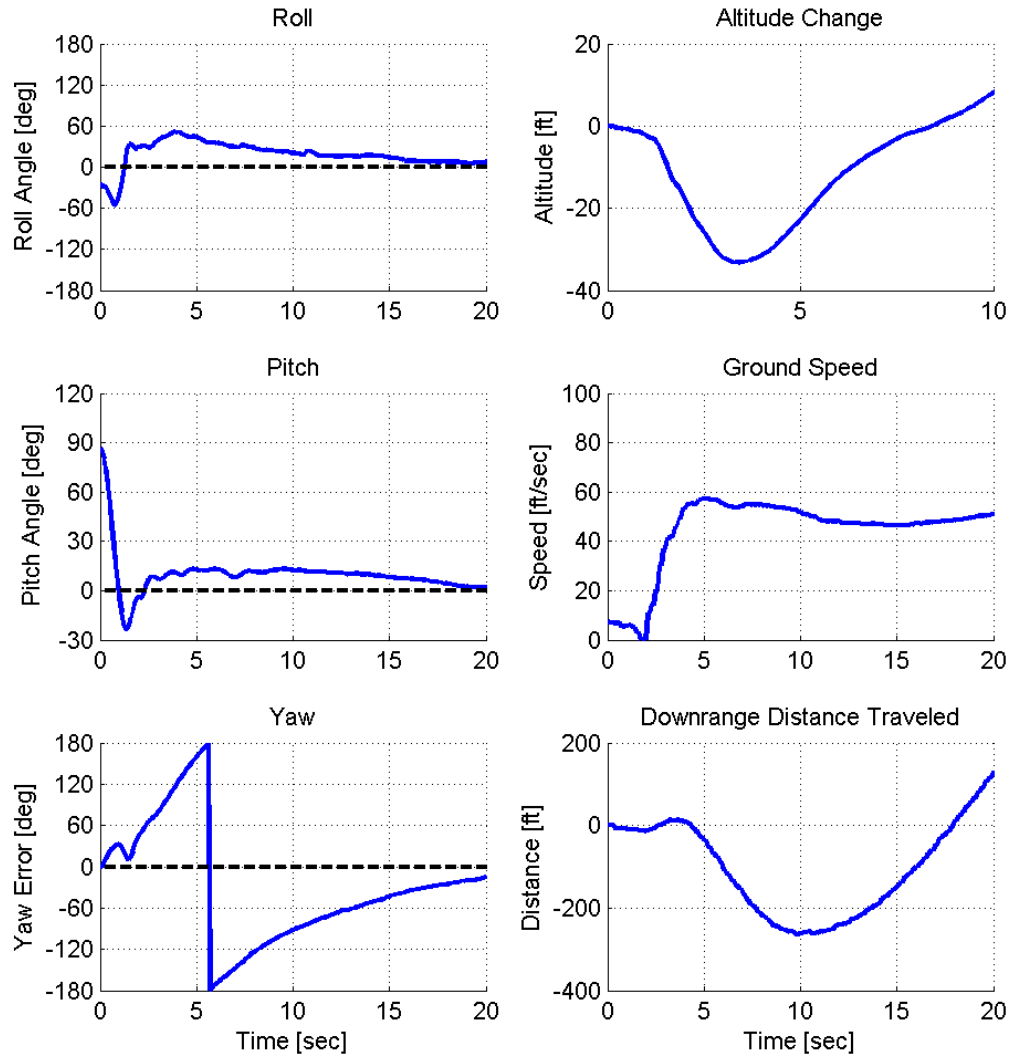 Roll
Roll Angle [deg]
180
120
60
0
-60
-120
-180
0 5 10 15 20
Altitude Change
Altitude [ft]
20
0
-20
-40
0 5 10
Pitch
Pitch Angle [deg]
120
90
60
30
0
-30
0 5 10 15 20
Ground Speed
Speed [ft/sec]
100
80
60
40
20
0
0 5 10 15 20
Yaw
Yaw Error [deg]
180
120
60
0
-60
-120
-180
0 5 10 15 20
Time [sec]
Downrange Distance Traveled
Distance [ft]
200
0
-200
-400
0 5 10 15 20
Time [sec]